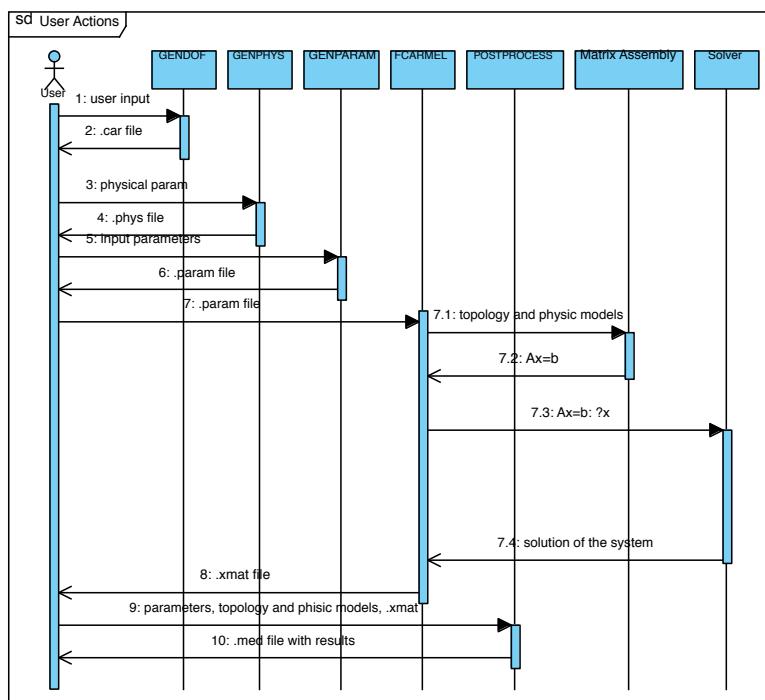 sd User Actions
GENDOF
GENPHYS
GENPARAM
FCARMEL
POSTPROCESS
Matrix Assembly
Solver
User
1: user input
2: .car file
3: physical param
4: .phys file
5: input parameters
6: .param file
7: .param file
7.1: topology and physic models
7.2: Ax=b
7.3: Ax=b: ?x
7.4: solution of the system
8: .xmat file
9: parameters, topology and phisic models, .xmat
10: .med file with results